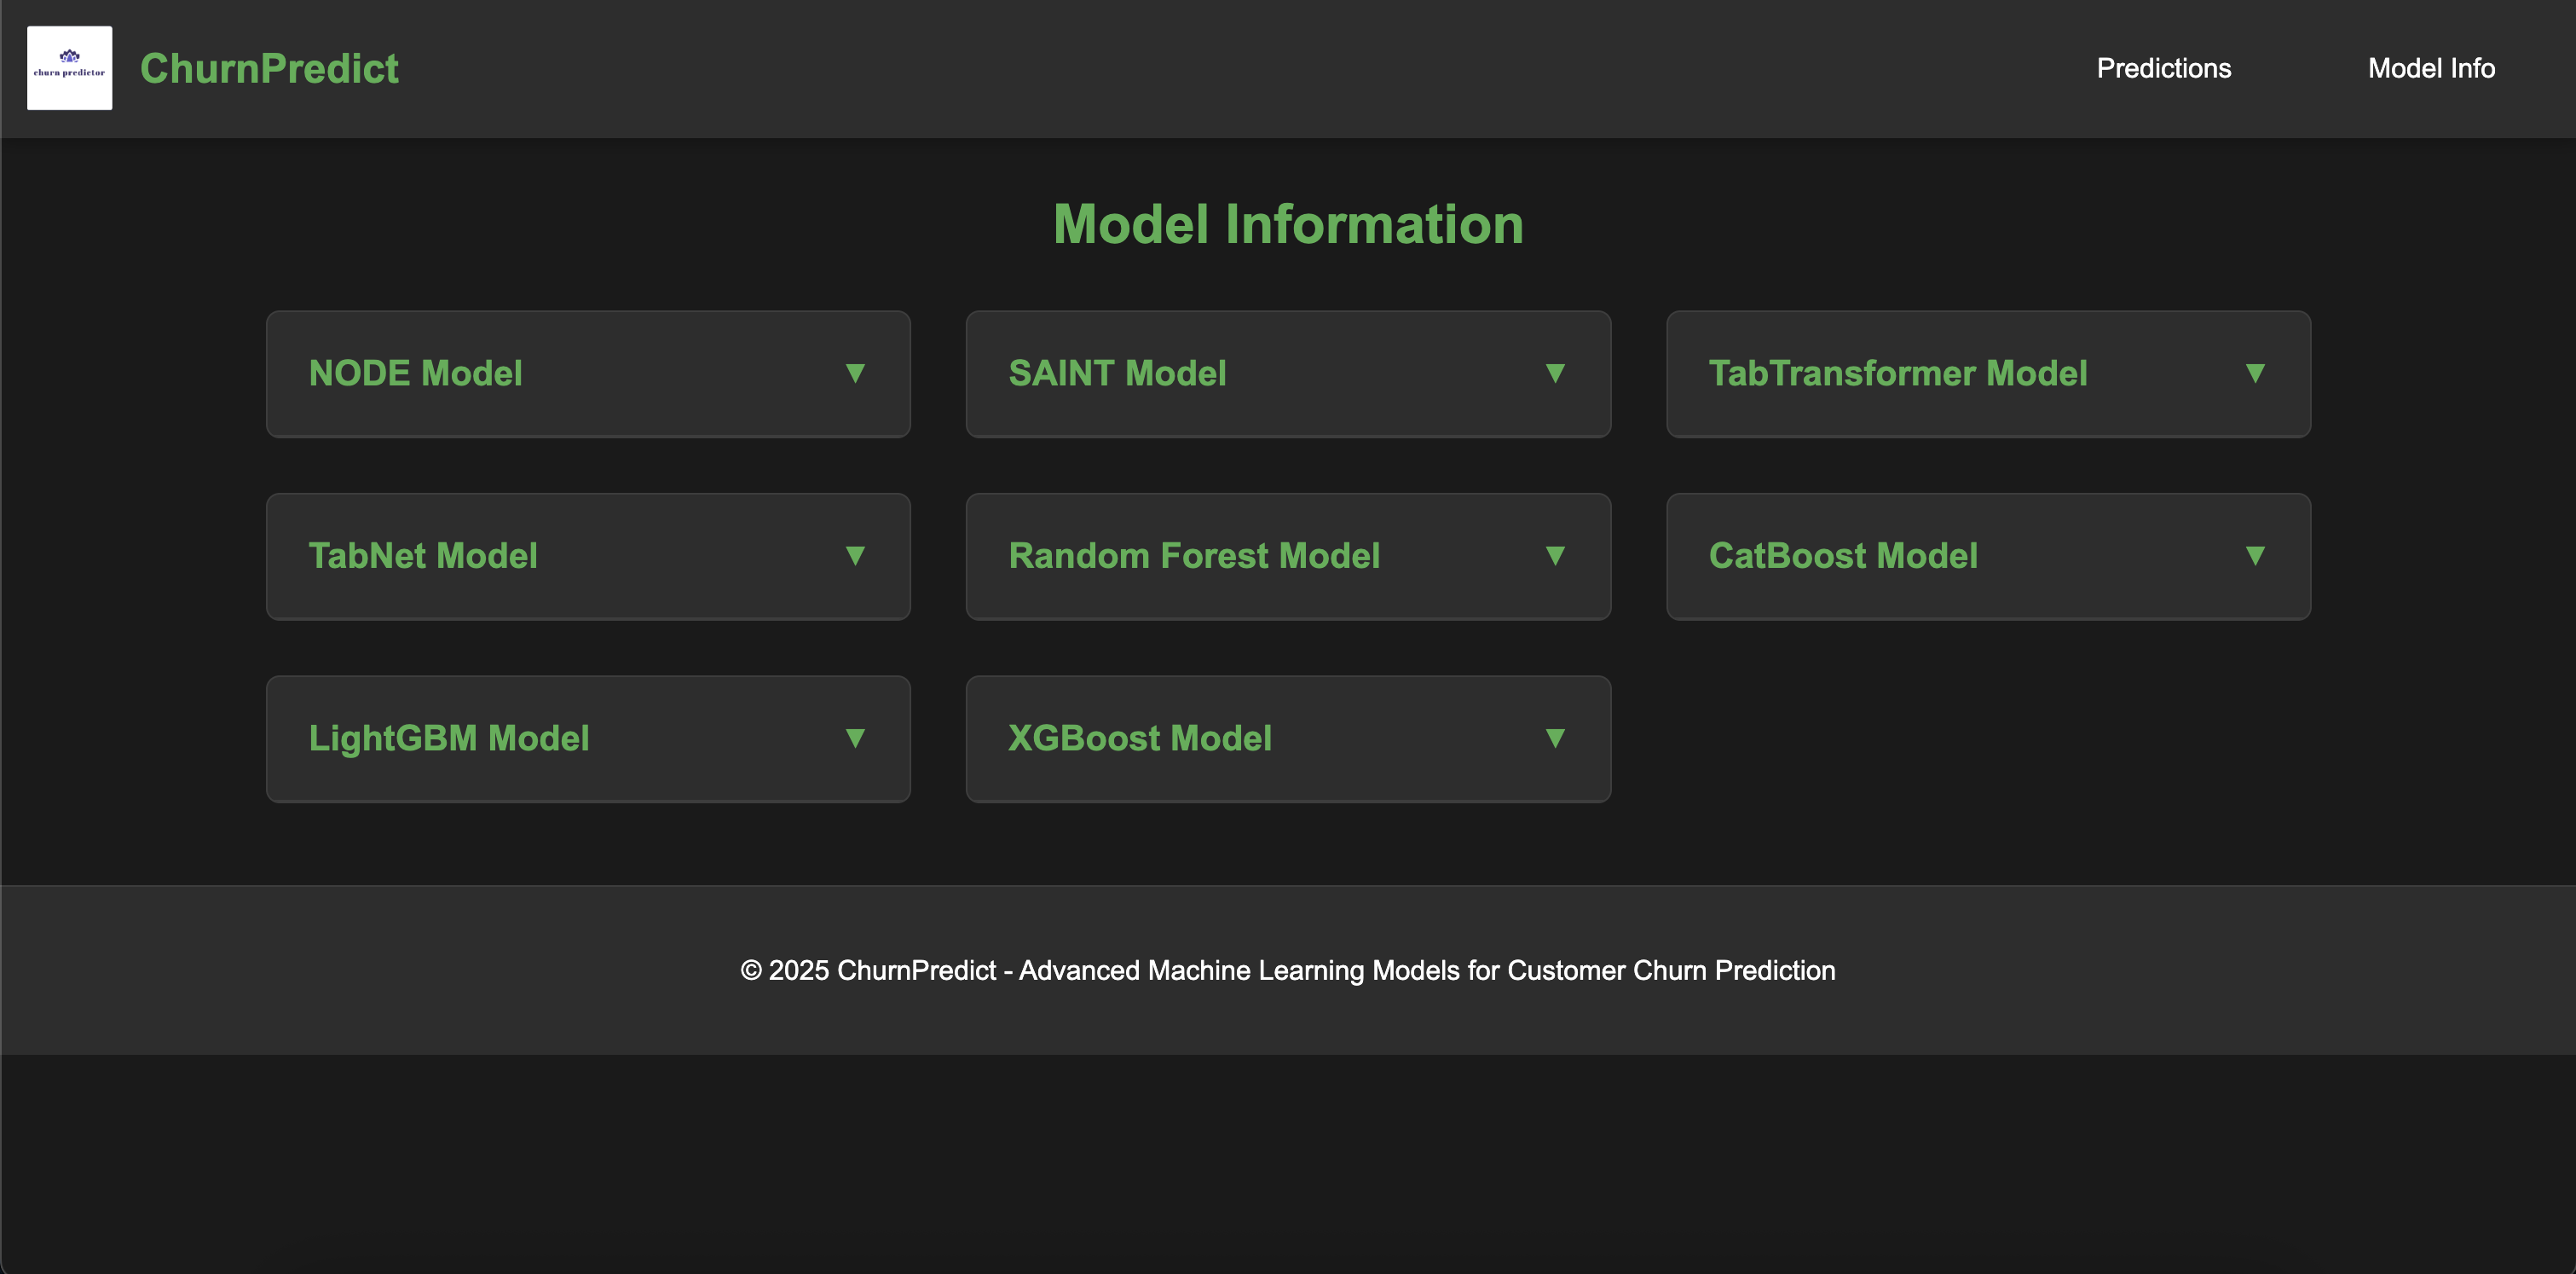 churn predictor
ChurnPredict
Predictions
Model Info
Model Information
NODE Model ▼
SAINT Model ▼
TabTransformer Model ▼
TabNet Model ▼
Random Forest Model ▼
CatBoost Model ▼
LightGBM Model ▼
XGBoost Model ▼
© 2025 ChurnPredict - Advanced Machine Learning Models for Customer Churn Prediction